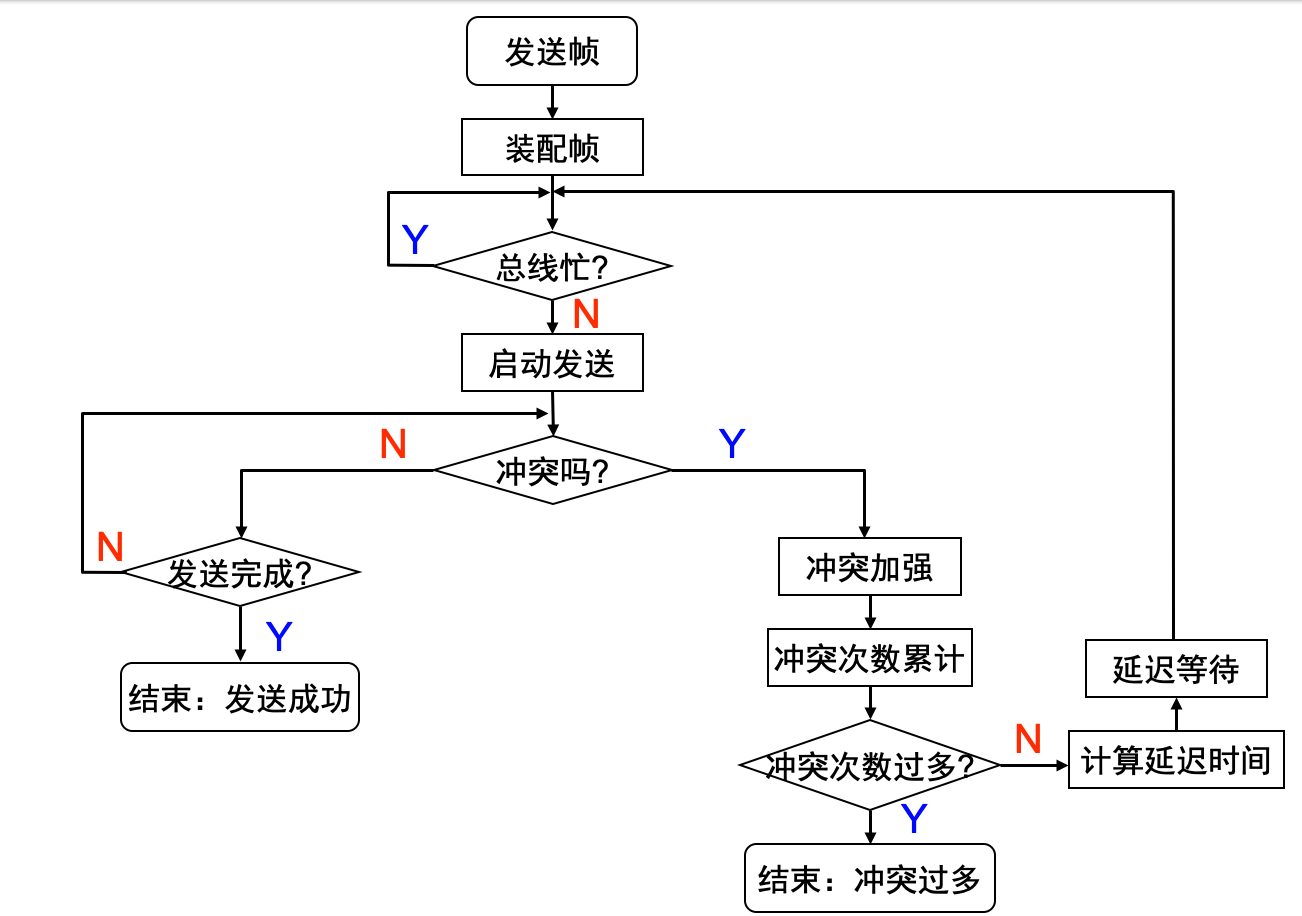 发送帧
装配帧
Y
总线忙?
N
启动发送
N
Y
冲突吗?
N
发送完成?
Y
结束：发送成功
冲突加强
冲突次数累计
冲突次数过多?
N
计算延迟时间
延迟等待
Y
结束：冲突过多